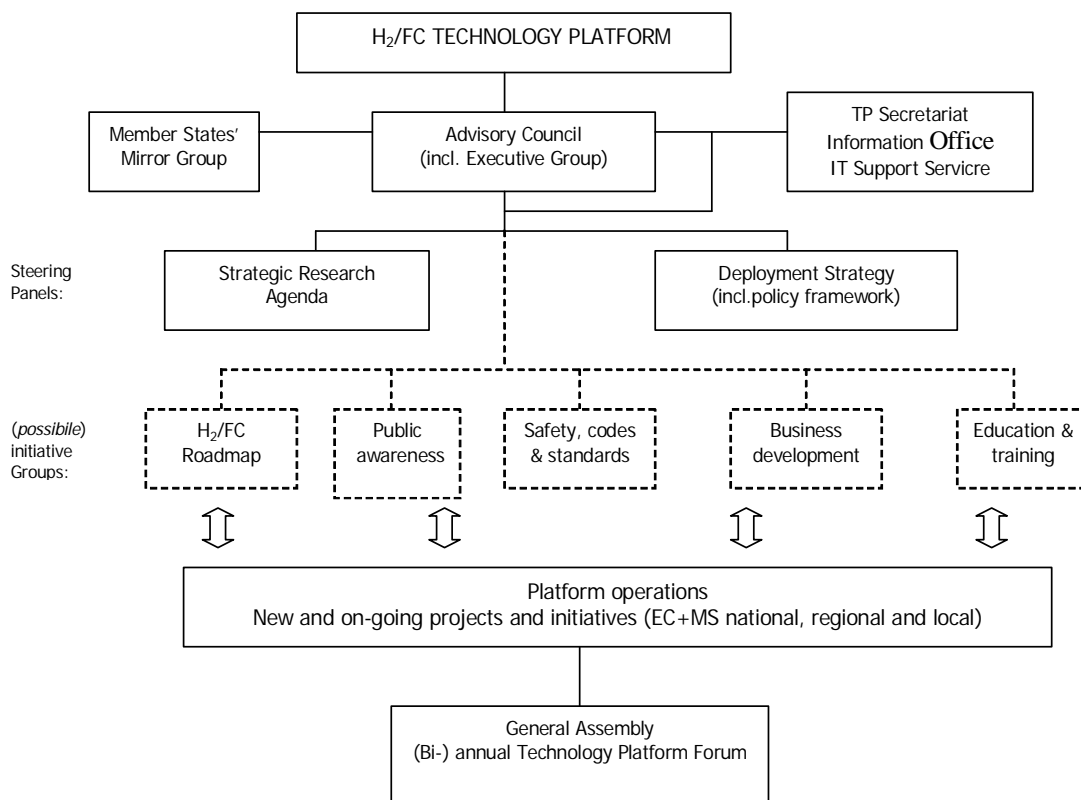 H₂/FC TECHNOLOGY PLATFORM
Member States'
Mirror Group
Advisory Council
(incl. Executive Group)
TP Secretariat
Information Office
IT Support Servicre
Steering
Panels:
Strategic Research
Agenda
Deployment Strategy
(incl.policy framework)
(possibile)
initiative
Groups:
H₂/FC
Roadmap
Public
awareness
Safety, codes
& standards
Business
development
Education &
training
Platform operations
New and on-going projects and initiatives (EC+MS national, regional and local)
General Assembly
(Bi-) annual Technology Platform Forum